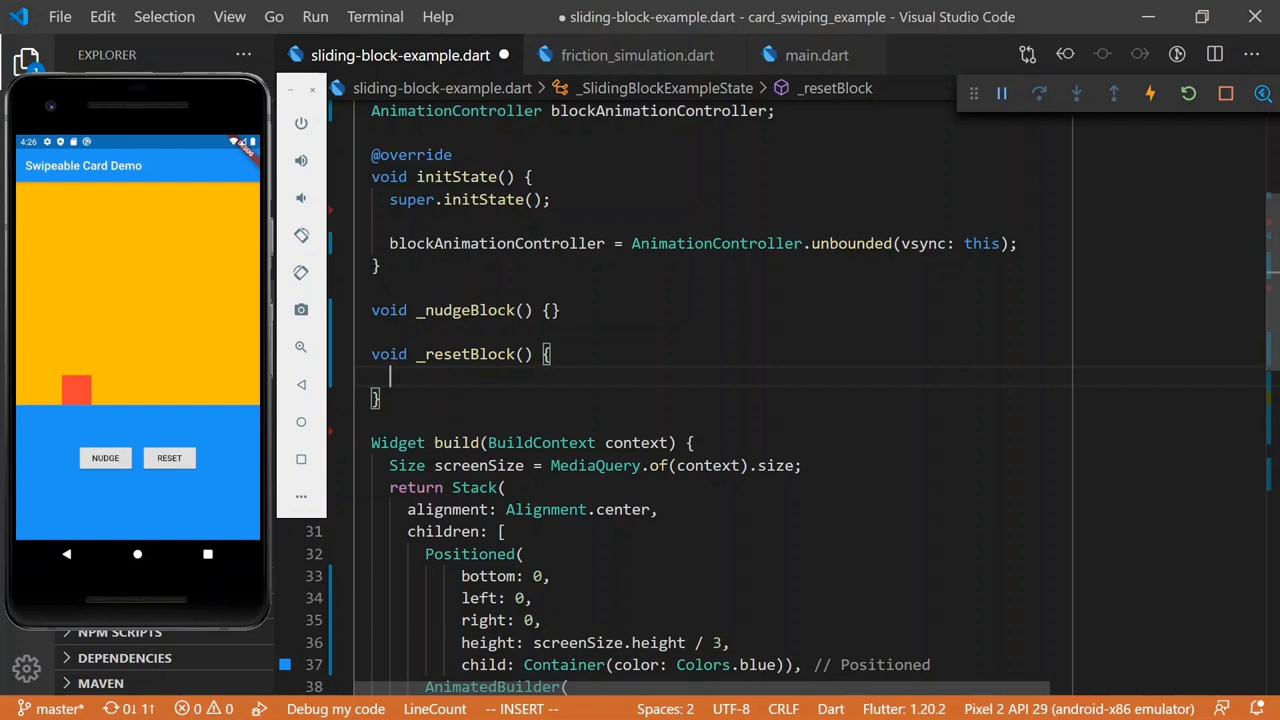 File Edit Selection View Go Run Terminal Help
● sliding-block-example.dart - card_swiping_example - Visual Studio Code
EXPLORER
sliding-block-example.dart
friction_simulation.dart
main.dart
sliding-block-example.dart > _SlidingBlockExampleState > _resetBlock
1
AnimationController blockAnimationController;
@override
void initState() {
super.initState();
blockAnimationController = AnimationController.unbounded(vsync: this);
}
void _nudgeBlock() {}
void _resetBlock() {
}
Widget build(BuildContext context) {
Size screenSize = MediaQuery.of(context).size;
return Stack(
31 alignment: Alignment.center,
children: [
32 Positioned(
33 bottom: 0,
34 left: 0,
35 right: 0,
36 height: screenSize.height / 3,
37 child: Container(color: Colors.blue)), // Positioned
38 AnimatedBuilder(
4:26
DEBUG
Swipeable Card Demo
NUDGE RESET
NPM SCRIPTS
DEPENDENCIES
MAVEN
master* 0↓ 1↑ 0 0 Debug my code LineCount -- INSERT -- Spaces: 2 UTF-8 CRLF Dart Flutter: 1.20.2 Pixel 2 API 29 (android-x86 emulator)